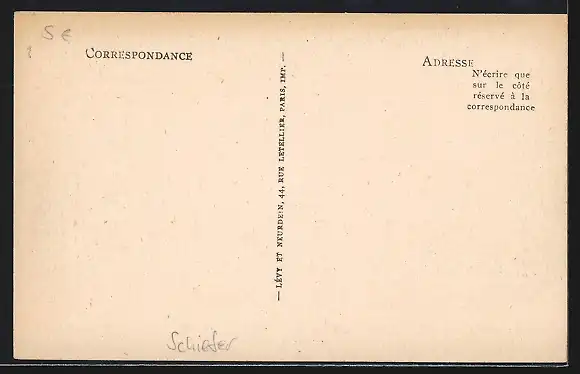 5 €
CORRESPONDANCE
— LÉVY ET NEURDEIN, 44, RUE LETELLIER, PARIS, IMP. —
ADRESSE
N'écrire que
sur le côté
réservé à la
correspondance
Schiefer